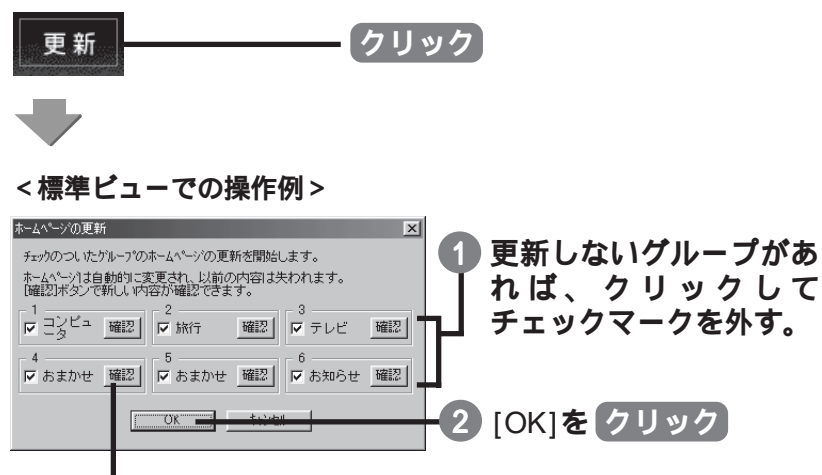 更新
クリック
<標準ビューでの操作例>
ホームページの更新
チェックのついたグループのホームページの更新を開始します。
ホームページは自動的に変更され、以前の内容は失われます。
[確認]ボタンで新しい内容が確認できます。
1 2 3
コンピュータ 確認 旅行 確認 テレビ 確認
4 5 6
おまかせ 確認 おまかせ 確認 お知らせ 確認
OK キャンセル
1 更新しないグループがあ
れば、クリックして
チェックマークを外す。
2 [OK]を クリック